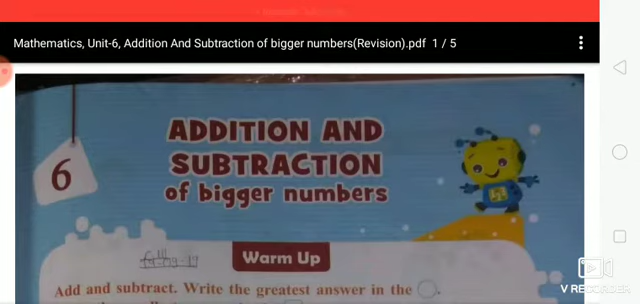 Mathematics, Unit-6, Addition And Subtraction of bigger numbers(Revision).pdf 1 / 5
6
ADDITION AND
SUBTRACTION
of bigger numbers
Warm Up
Add and subtract. Write the greatest answer in the
V RECORDER